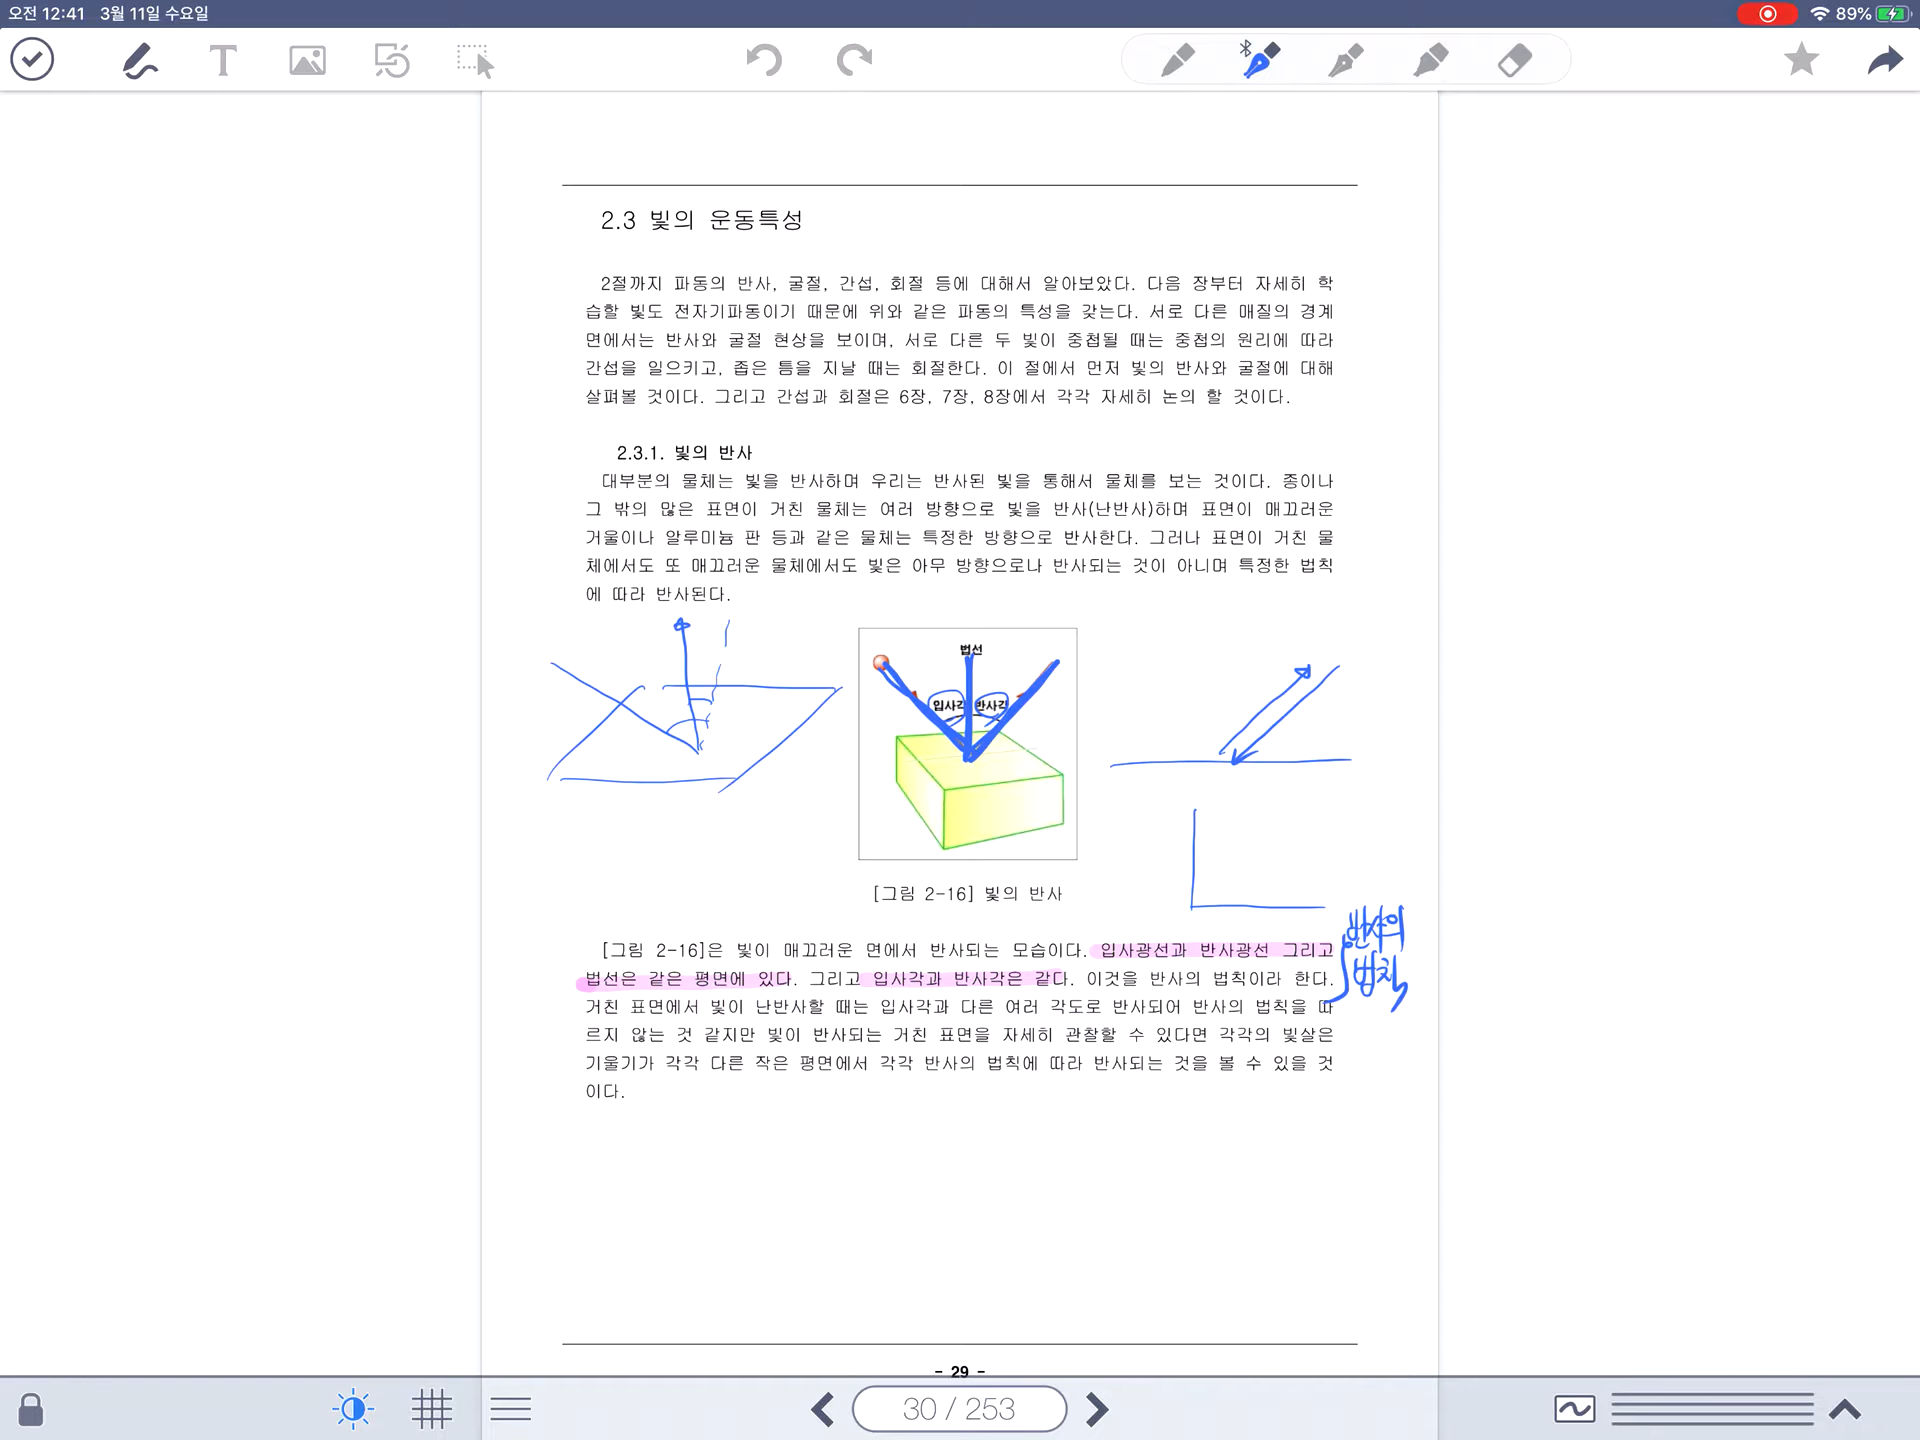 오전 12:41 3월 11일 수요일
89%
2.3 빛의 운동특성
2절까지 파동의 반사, 굴절, 간섭, 회절 등에 대해서 알아보았다. 다음 장부터 자세히 학
습할 빛도 전자기파동이기 때문에 위와 같은 파동의 특성을 갖는다. 서로 다른 매질의 경계
면에서는 반사와 굴절 현상을 보이며, 서로 다른 두 빛이 중첩될 때는 중첩의 원리에 따라
간섭을 일으키고, 좁은 틈을 지날 때는 회절한다. 이 절에서 먼저 빛의 반사와 굴절에 대해
살펴볼 것이다. 그리고 간섭과 회절은 6장, 7장, 8장에서 각각 자세히 논의 할 것이다.
2.3.1. 빛의 반사
대부분의 물체는 빛을 반사하며 우리는 반사된 빛을 통해서 물체를 보는 것이다. 종이나
그 밖의 많은 표면이 거친 물체는 여러 방향으로 빛을 반사(난반사)하며 표면이 매끄러운
거울이나 알루미늄 판 등과 같은 물체는 특정한 방향으로 반사한다. 그러나 표면이 거친 물
체에서도 또 매끄러운 물체에서도 빛은 아무 방향으로나 반사되는 것이 아니며 특정한 법칙
에 따라 반사된다.
법선
입사각 반사각
[그림 2-16] 빛의 반사
[그림 2-16]은 빛이 매끄러운 면에서 반사되는 모습이다. 입사광선과 반사광선 그리고
법선은 같은 평면에 있다. 그리고 입사각과 반사각은 같다. 이것을 반사의 법칙이라 한다.
거친 표면에서 빛이 난반사할 때는 입사각과 다른 여러 각도로 반사되어 반사의 법칙을 따
르지 않는 것 같지만 빛이 반사되는 거친 표면을 자세히 관찰할 수 있다면 각각의 빛살은
기울기가 각각 다른 작은 평면에서 각각 반사의 법칙에 따라 반사되는 것을 볼 수 있을 것
이다.
반사의
법칙
- 29 -
30 / 253